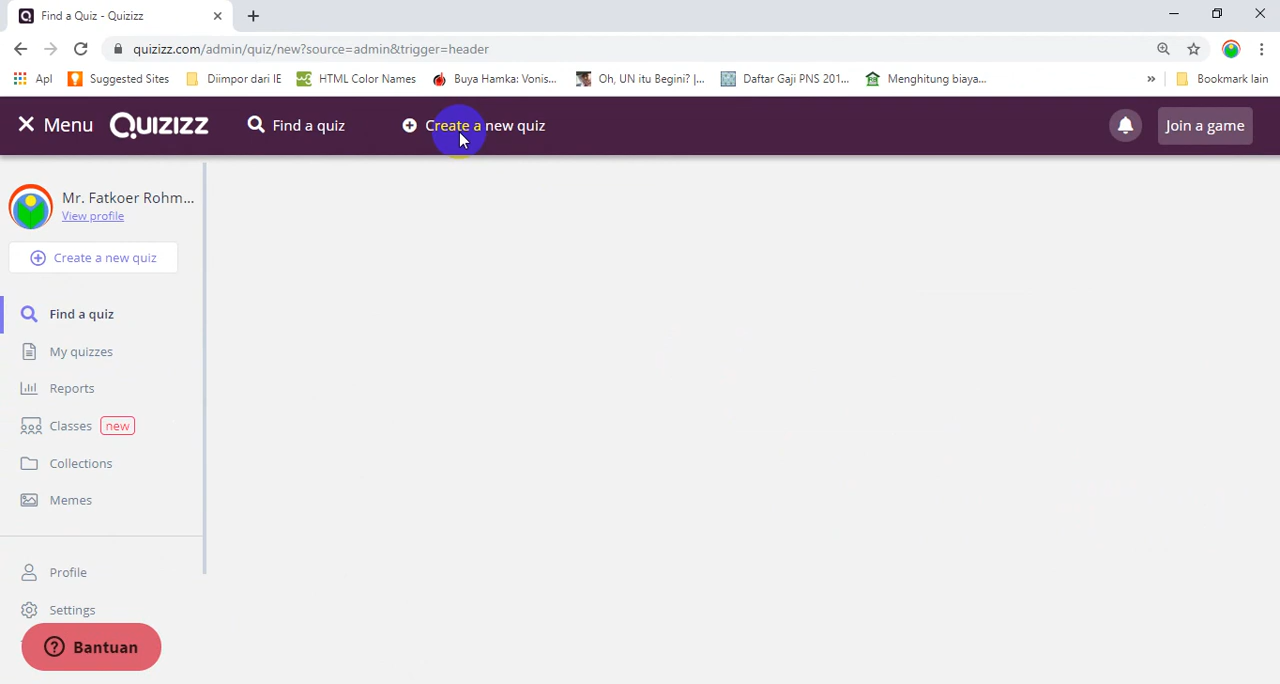 Find a Quiz - Quizizz
quizizz.com/admin/quiz/new?source=admin&trigger=header
Apl Suggested Sites Diimpor dari IE HTML Color Names Buya Hamka: Vonis... Oh, UN itu Begini? |... Daftar Gaji PNS 201... Menghitung biaya... » Bookmark lain
Menu Quizizz Find a quiz Create a new quiz Join a game
Mr. Fatkoer Rohm...
View profile
Create a new quiz
Find a quiz
My quizzes
Reports
Classes new
Collections
Memes
Profile
Settings
Bantuan